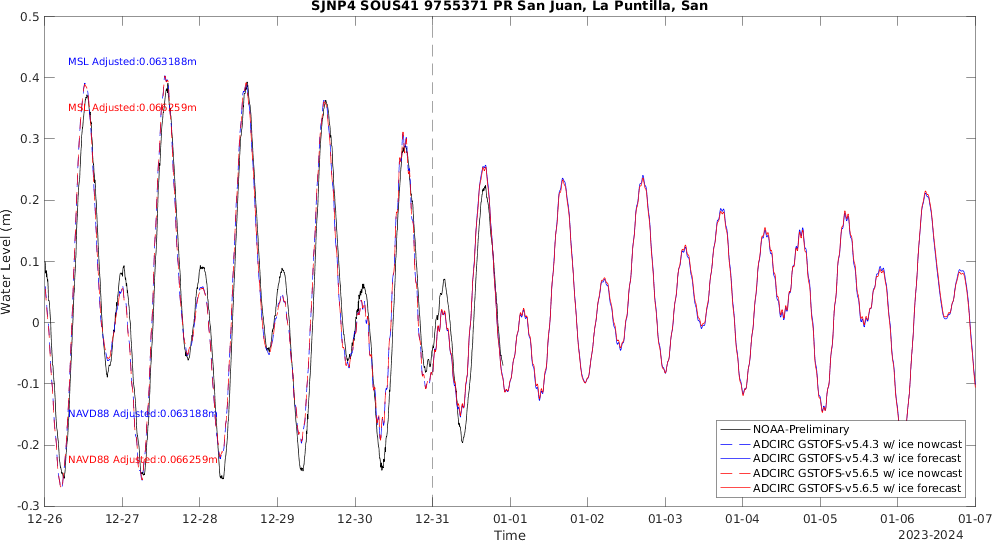 SJNP4 SOUS41 9755371 PR San Juan, La Puntilla, San
0.5
0.4
0.3
0.2
0.1
0
-0.1
-0.2
-0.3
Water Level (m)
MSL Adjusted:0.063188m
MSL Adjusted:0.066259m
NAVD88 Adjusted:0.063188m
NAVD88 Adjusted:0.066259m
NOAA-Preliminary
ADCIRC GSTOFS-v5.4.3 w/ ice nowcast
ADCIRC GSTOFS-v5.4.3 w/ ice forecast
ADCIRC GSTOFS-v5.6.5 w/ ice nowcast
ADCIRC GSTOFS-v5.6.5 w/ ice forecast
12-26 12-27 12-28 12-29 12-30 12-31 01-01 01-02 01-03 01-04 01-05 01-06 01-07
Time
2023-2024